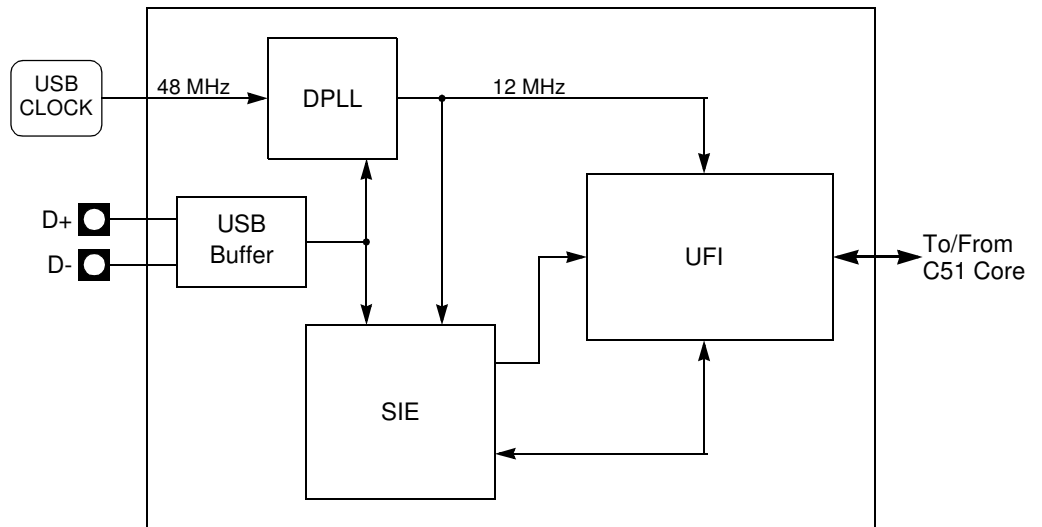 USB
CLOCK
48 MHz
DPLL
12 MHz
D+
D-
USB
Buffer
UFI
To/From
C51 Core
SIE